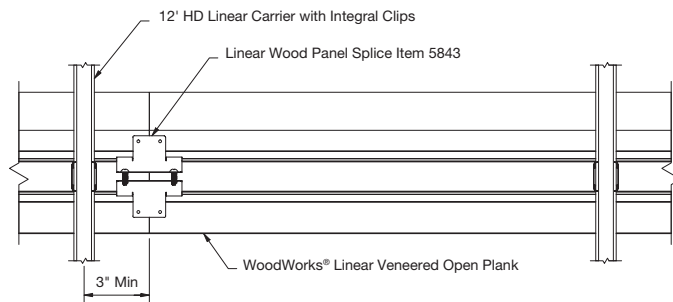 12' HD Linear Carrier with Integral Clips
Linear Wood Panel Splice Item 5843
WoodWorks® Linear Veneered Open Plank
3" Min